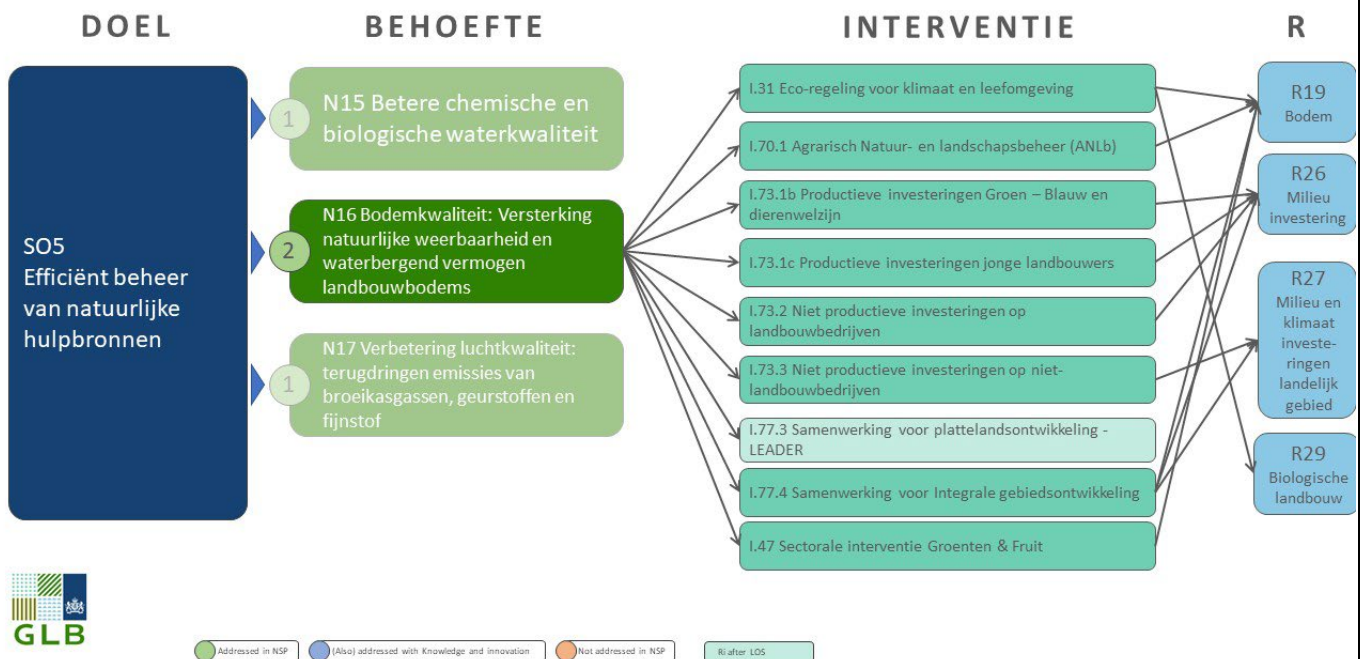 DOEL
BEHOEFTE
INTERVENTIE
R
SO5
Efficiënt beheer
van natuurlijke
hulpbronnen
1
N15 Betere chemische en
biologische waterkwaliteit
2
N16 Bodemkwaliteit: Versterking
natuurlijke weerbaarheid en
waterbergend vermogen
landbouwbodems
1
N17 Verbetering luchtkwaliteit:
terugdringen emissies van
broeikasgassen, geurstoffen en
fijnstof
I.31 Eco-regeling voor klimaat en leefomgeving
I.70.1 Agrarisch Natuur- en landschapsbeheer (ANLb)
I.73.1b Productieve investeringen Groen – Blauw en
dierenwelzijn
I.73.1c Productieve investeringen jonge landbouwers
I.73.2 Niet productieve investeringen op
landbouwbedrijven
I.73.3 Niet productieve investeringen op niet-
landbouwbedrijven
I.77.3 Samenwerking voor plattelandsontwikkeling -
LEADER
I.77.4 Samenwerking voor Integrale gebiedsontwikkeling
I.47 Sectorale interventie Groenten & Fruit
R19
Bodem
R26
Milieu
investering
R27
Milieu en
klimaat
investe-
ringen
landelijk
gebied
R29
Biologische
landbouw
GLB
Addressed in NSP
(Also) addressed with Knowledge and innovation
Not addressed in NSP
Ri after LOS